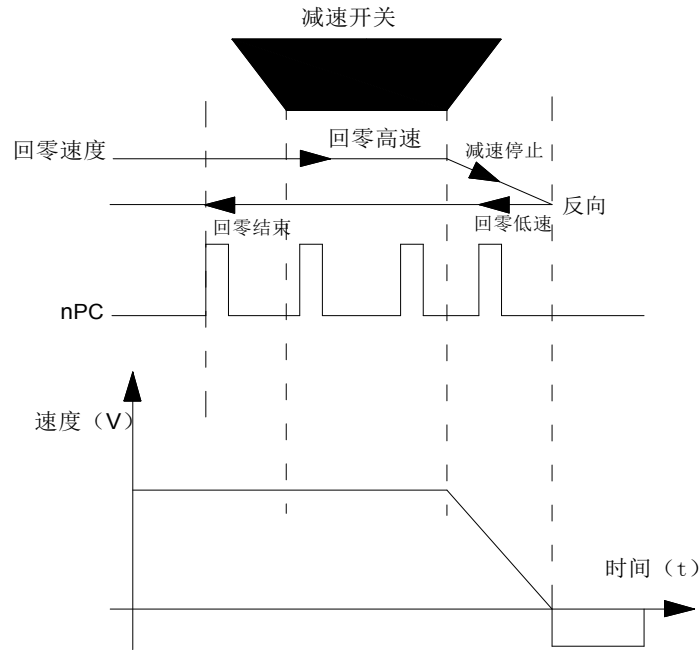 减速开关
回零速度
回零高速
减速停止
反向
回零结束
回零低速
nPC
速度（V）
时间（t）